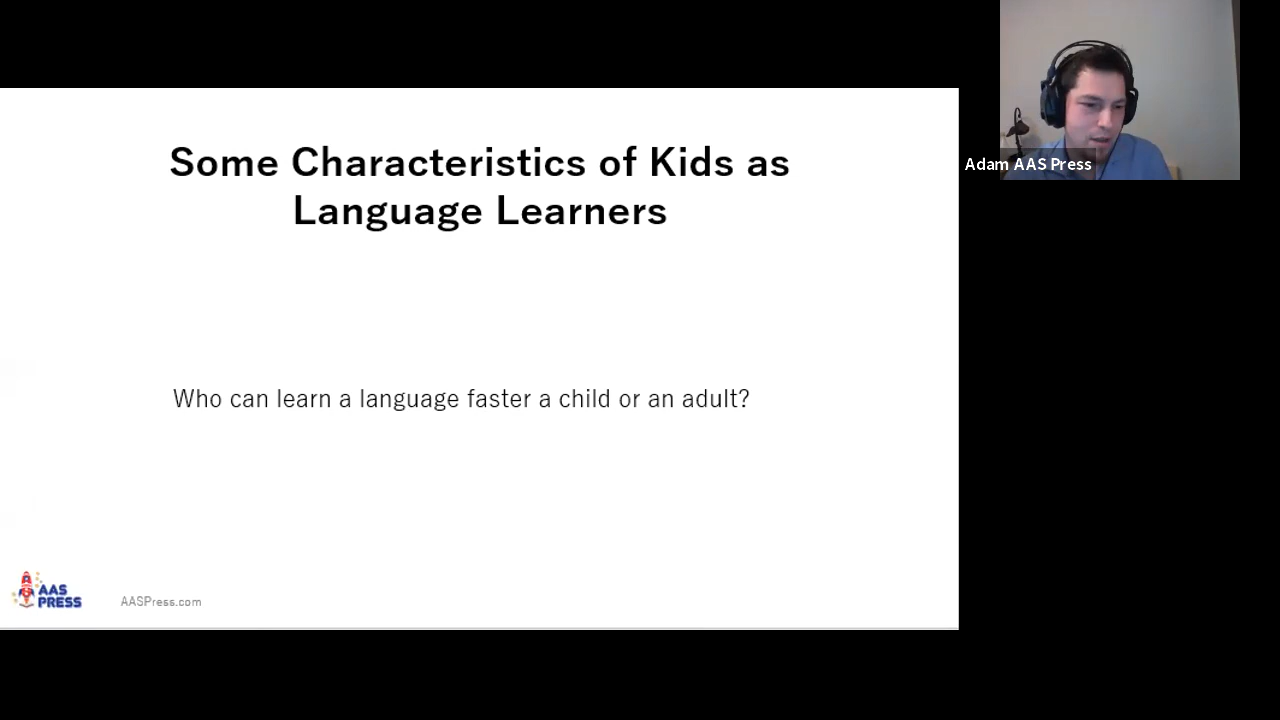 Some Characteristics of Kids as
Language Learners
Who can learn a language faster a child or an adult?
AAS
PRESS
AASPress.com
Adam AAS Press